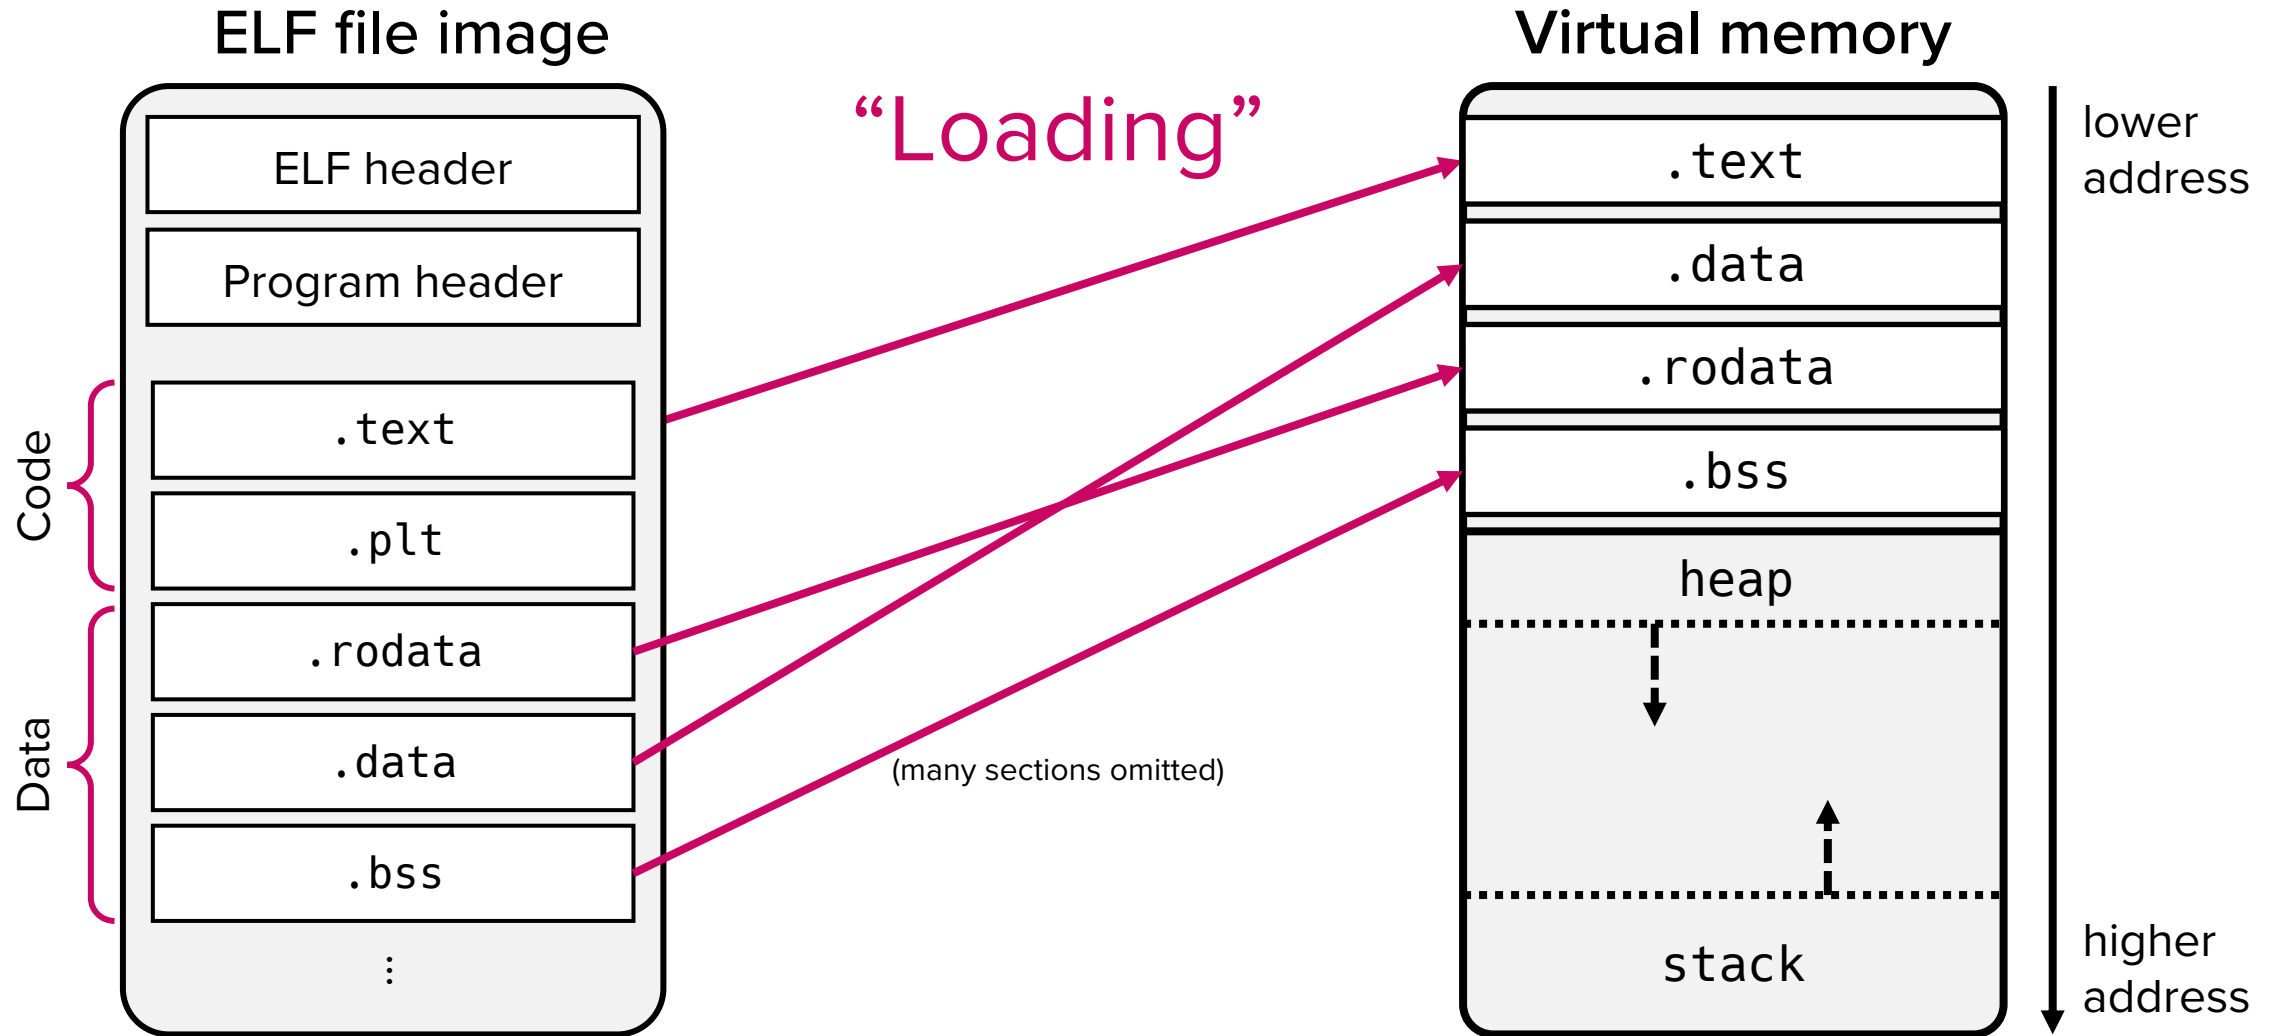 ELF file image
ELF header
Program header
Code
.text
.plt
Data
.rodata
.data
.bss
⋮
“Loading”
(many sections omitted)
Virtual memory
.text
.data
.rodata
.bss
heap
stack
lower
address
higher
address